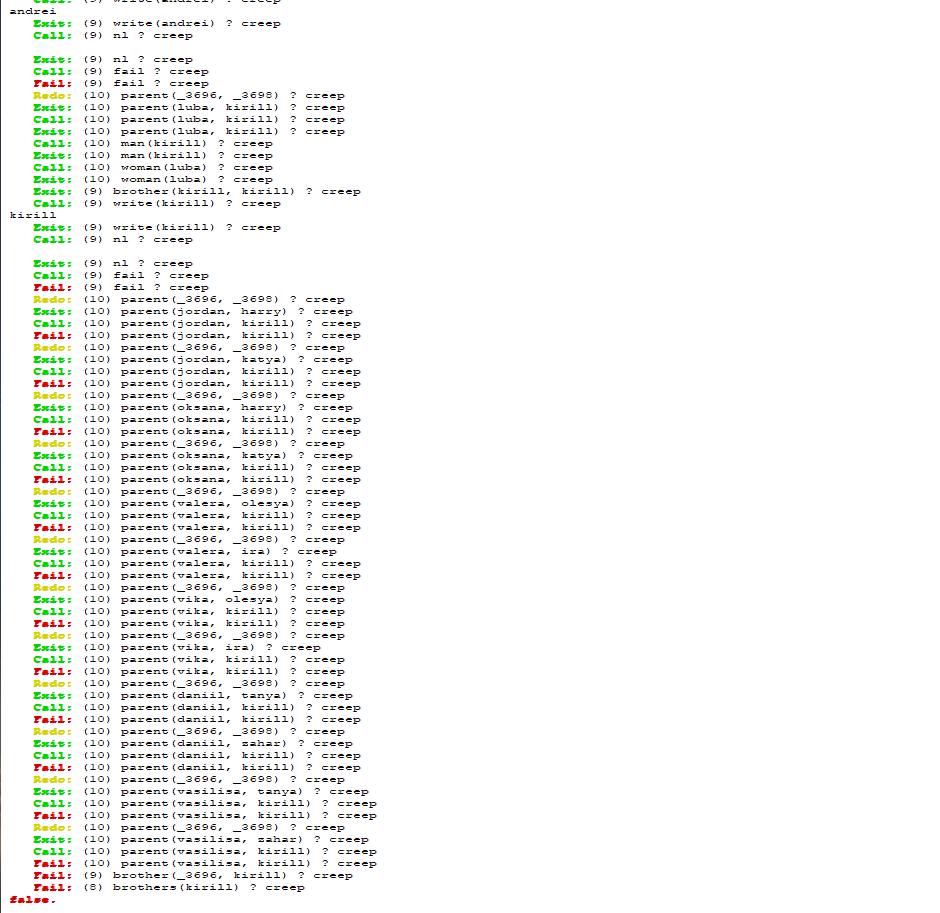 Call: (9) write(andrei) ? creep
andrei
Exit: (9) write(andrei) ? creep
Call: (9) nl ? creep
Exit: (9) nl ? creep
Call: (9) fail ? creep
Fail: (9) fail ? creep
Redo: (10) parent(_3696, _3698) ? creep
Exit: (10) parent(luba, kirill) ? creep
Call: (10) parent(luba, kirill) ? creep
Exit: (10) parent(luba, kirill) ? creep
Call: (10) man(kirill) ? creep
Exit: (10) man(kirill) ? creep
Call: (10) woman(luba) ? creep
Exit: (10) woman(luba) ? creep
Exit: (9) brother(kirill, kirill) ? creep
Call: (9) write(kirill) ? creep
kirill
Exit: (9) write(kirill) ? creep
Call: (9) nl ? creep
Exit: (9) nl ? creep
Call: (9) fail ? creep
Fail: (9) fail ? creep
Redo: (10) parent(_3696, _3698) ? creep
Exit: (10) parent(jordan, harry) ? creep
Call: (10) parent(jordan, kirill) ? creep
Fail: (10) parent(jordan, kirill) ? creep
Redo: (10) parent(_3696, _3698) ? creep
Exit: (10) parent(jordan, katya) ? creep
Call: (10) parent(jordan, kirill) ? creep
Fail: (10) parent(jordan, kirill) ? creep
Redo: (10) parent(_3696, _3698) ? creep
Exit: (10) parent(oksana, harry) ? creep
Call: (10) parent(oksana, kirill) ? creep
Fail: (10) parent(oksana, kirill) ? creep
Redo: (10) parent(_3696, _3698) ? creep
Exit: (10) parent(oksana, katya) ? creep
Call: (10) parent(oksana, kirill) ? creep
Fail: (10) parent(oksana, kirill) ? creep
Redo: (10) parent(_3696, _3698) ? creep
Exit: (10) parent(valera, olesya) ? creep
Call: (10) parent(valera, kirill) ? creep
Fail: (10) parent(valera, kirill) ? creep
Redo: (10) parent(_3696, _3698) ? creep
Exit: (10) parent(valera, ira) ? creep
Call: (10) parent(valera, kirill) ? creep
Fail: (10) parent(valera, kirill) ? creep
Redo: (10) parent(_3696, _3698) ? creep
Exit: (10) parent(vika, olesya) ? creep
Call: (10) parent(vika, kirill) ? creep
Fail: (10) parent(vika, kirill) ? creep
Redo: (10) parent(_3696, _3698) ? creep
Exit: (10) parent(vika, ira) ? creep
Call: (10) parent(vika, kirill) ? creep
Fail: (10) parent(vika, kirill) ? creep
Redo: (10) parent(_3696, _3698) ? creep
Exit: (10) parent(daniil, tanya) ? creep
Call: (10) parent(daniil, kirill) ? creep
Fail: (10) parent(daniil, kirill) ? creep
Redo: (10) parent(_3696, _3698) ? creep
Exit: (10) parent(daniil, zahar) ? creep
Call: (10) parent(daniil, kirill) ? creep
Fail: (10) parent(daniil, kirill) ? creep
Redo: (10) parent(_3696, _3698) ? creep
Exit: (10) parent(vasilisa, tanya) ? creep
Call: (10) parent(vasilisa, kirill) ? creep
Fail: (10) parent(vasilisa, kirill) ? creep
Redo: (10) parent(_3696, _3698) ? creep
Exit: (10) parent(vasilisa, zahar) ? creep
Call: (10) parent(vasilisa, kirill) ? creep
Fail: (10) parent(vasilisa, kirill) ? creep
Fail: (9) brother(_3696, kirill) ? creep
Fail: (8) brothers(kirill) ? creep
false.